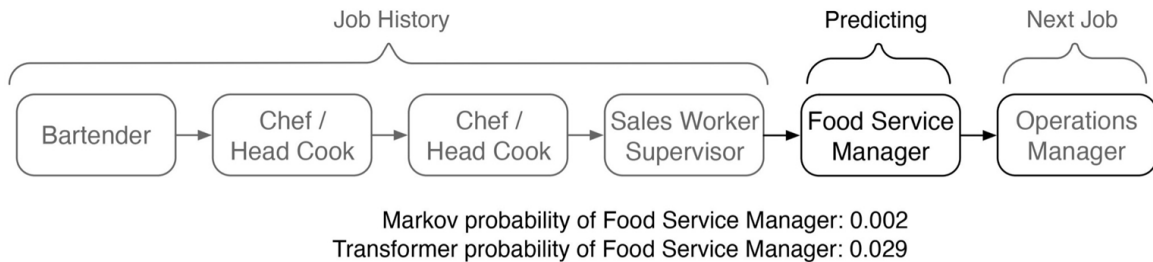 Job History
Predicting
Next Job
Bartender
Chef /
Head Cook
Chef /
Head Cook
Sales Worker
Supervisor
Food Service
Manager
Operations
Manager
Markov probability of Food Service Manager: 0.002
Transformer probability of Food Service Manager: 0.029